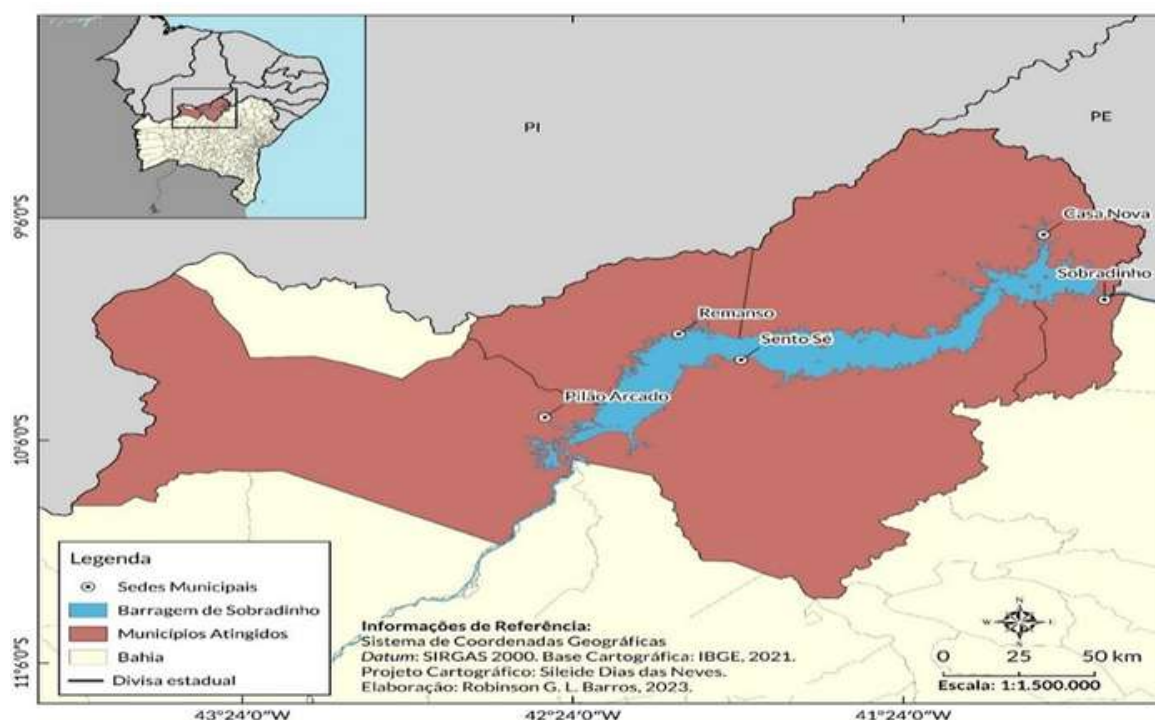 PI
PE
9°6'0"S
10°6'0"S
11°6'0"S
Casa Nova
Sobradinho
Remanso
Sento Sé
Pilão Arcado
Legenda
Sedes Municipais
Barragem de Sobradinho
Municípios Atingidos
Bahia
Divisa estadual
Informações de Referência:
Sistema de Coordenadas Geográficas
Datum: SIRGAS 2000. Base Cartográfica: IBGE, 2021.
Projeto Cartográfico: Sileide Dias das Neves.
Elaboração: Robinson G. L. Barros, 2023.
N
W
S
0 25 50 km
Escala: 1:1.500.000
43°24'0"W 42°24'0"W 41°24'0"W